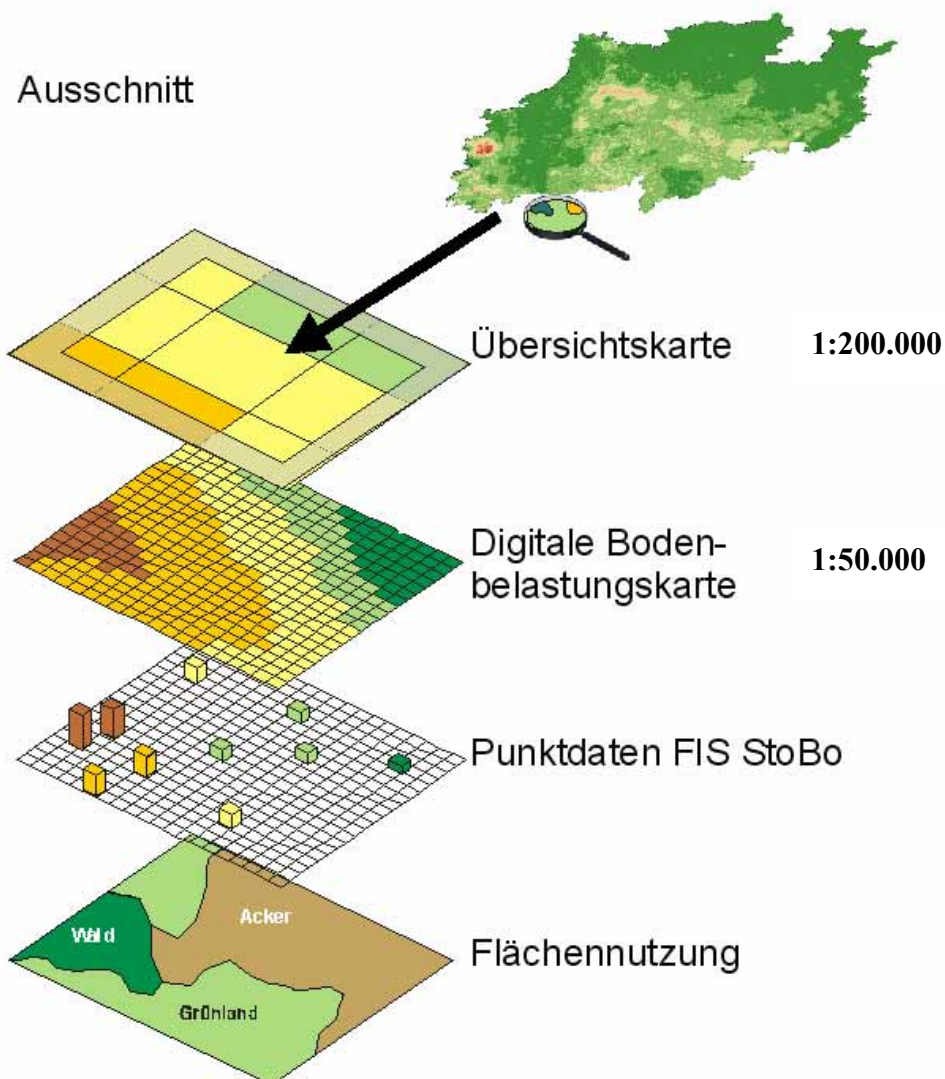 Ausschnitt
Übersichtskarte 1:200.000
Digitale Boden-
belastungskarte 1:50.000
Punktdaten FIS StoBo
Acker
Wald
Flächennutzung
Grünland